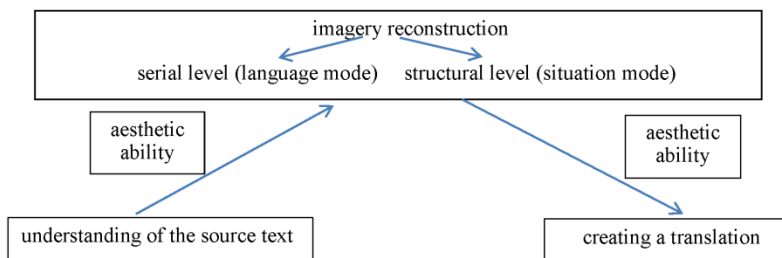 imagery reconstruction
serial level (language mode) structural level (situation mode)
aesthetic
ability
aesthetic
ability
understanding of the source text
creating a translation